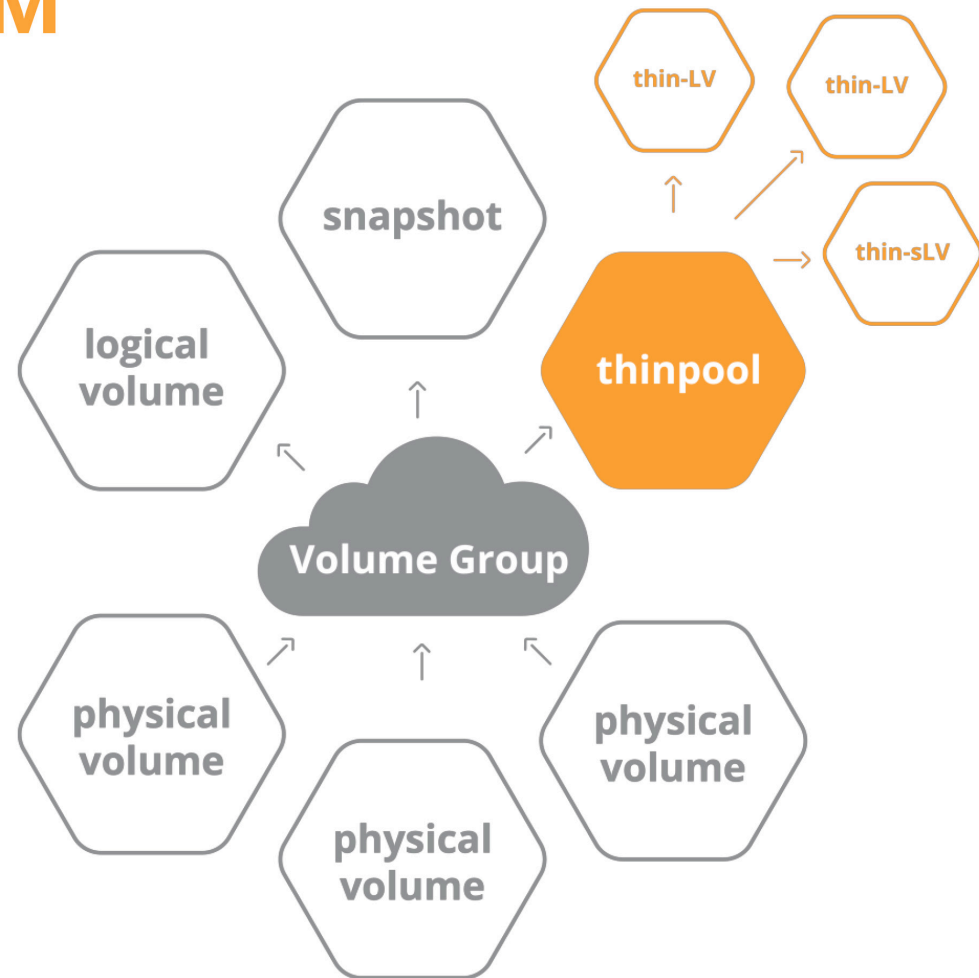 M
thin-LV
thin-LV
snapshot
thin-sLV
logical
volume
thinpool
Volume Group
physical
volume
physical
volume
physical
volume